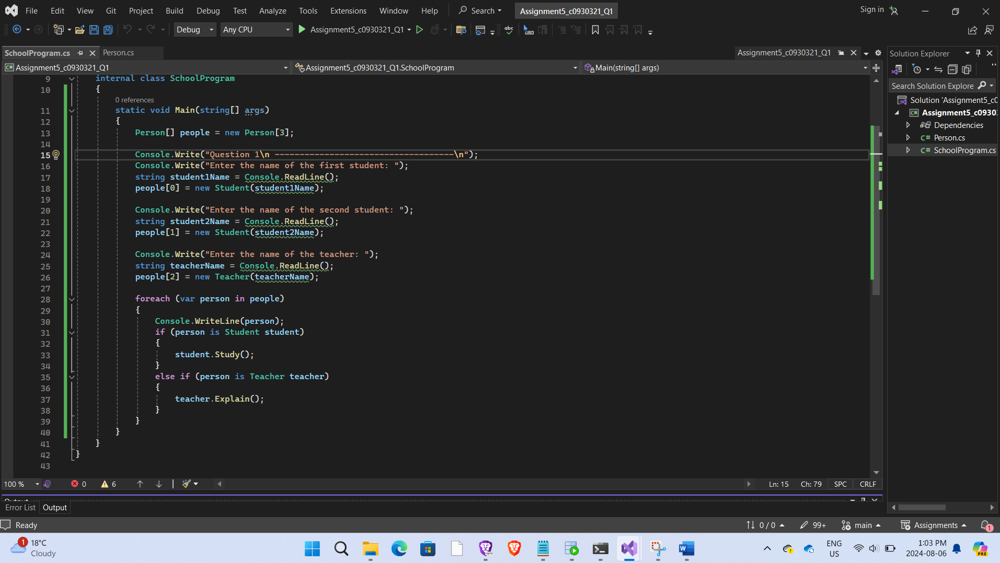 File Edit View Git Project Build Debug Test Analyze Tools Extensions Window Help Search Assignment5_c0930321_Q1 Sign in
Debug Any CPU Assignment5_c0930321_Q1
SchoolProgram.cs Person.cs Assignment5_c0930321_Q1 Solution Explorer
Assignment5_c0930321_Q1 Assignment5_c0930321_Q1.SchoolProgram Main(string[] args)
9 internal class SchoolProgram
10 {
0 references
11 static void Main(string[] args)
12 {
13 Person[] people = new Person[3];
14
15 Console.Write("Question 1\n ------------------------------------\n");
16 Console.Write("Enter the name of the first student: ");
17 string student1Name = Console.ReadLine();
18 people[0] = new Student(student1Name);
19
20 Console.Write("Enter the name of the second student: ");
21 string student2Name = Console.ReadLine();
22 people[1] = new Student(student2Name);
23
24 Console.Write("Enter the name of the teacher: ");
25 string teacherName = Console.ReadLine();
26 people[2] = new Teacher(teacherName);
27
28 foreach (var person in people)
29 {
30 Console.WriteLine(person);
31 if (person is Student student)
32 {
33 student.Study();
34 }
35 else if (person is Teacher teacher)
36 {
37 teacher.Explain();
38 }
39 }
40 }
41 }
42 }
43
Search Solution Explore
Solution 'Assignment5_c0
C# Assignment5_c0930
Dependencies
C# Person.cs
C# SchoolProgram.cs
100 % 0 6 Ln: 15 Ch: 79 SPC CRLF
Output
Error List Output
Ready 0 / 0 99+ main Assignments 1
1 18°C
Cloudy
ENG
US
1:03 PM
2024-08-06
PRE